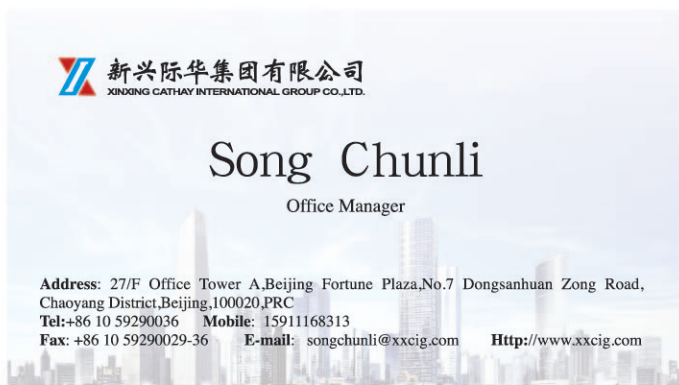 新兴际华集团有限公司
XINXING CATHAY INTERNATIONAL GROUP CO.,LTD.
Song Chunli
Office Manager
Address: 27/F Office Tower A,Beijing Fortune Plaza,No.7 Dongsanhuan Zong Road,
Chaoyang District,Beijing,100020,PRC
Tel:+86 10 59290036 Mobile: 15911168313
Fax: +86 10 59290029-36 E-mail: songchunli@xxcig.com Http://www.xxcig.com